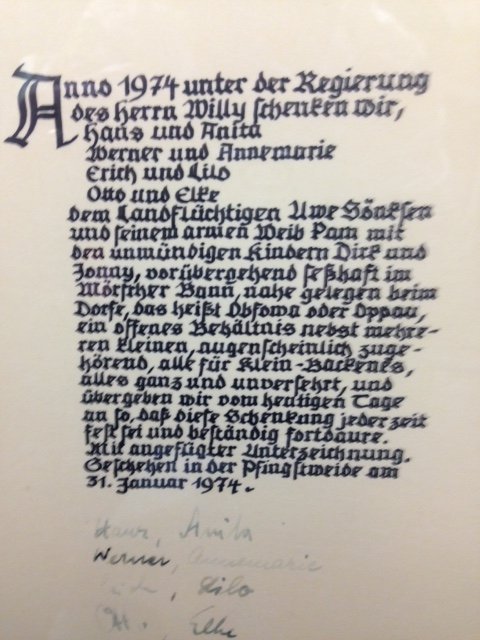 Anno 1974 unter der Regierung
des Herrn Willy schenken wir,
Hans und Anita
Werner und Annemarie
Erich und Lilo
Otto und Elke
dem Landflüchtigen Uwe Sönksen
und seinem armen Weib Pam mit
den unmündigen Kindern Dirk und
Jonny, vorübergehend seßhaft im
Mörscher Bann, nahe gelegen beim
Dorfe, das heißt Obsowa oder Oppau,
ein offenes Behältnis nebst mehre-
ren kleinen, augenscheinlich zuge-
hörend, alle für Klein-Backenes,
alles ganz und unversehrt, und
übergeben wir vom heutigen Tage
an so, daß diese Schenkung jederzeit
fest sei und beständig fortdaure.
Mit angefügter Unterzeichnung.
Geschehen in der Pfingstweide am
31. Januar 1974.
Hans, Anita
Werner, Annemarie
, Lilo
, Elke